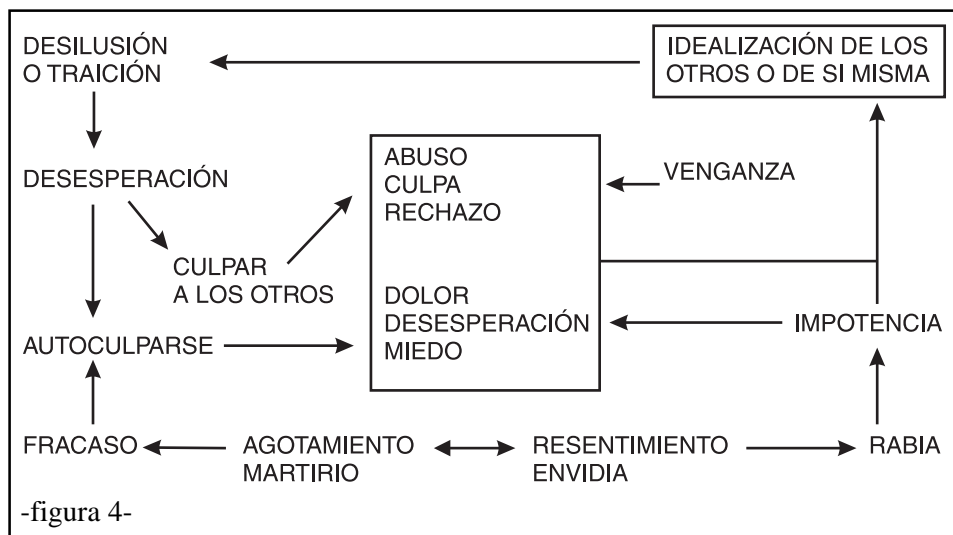 DESILUSIÓN
O TRAICIÓN
IDEALIZACIÓN DE LOS
OTROS O DE SI MISMA
DESESPERACIÓN
ABUSO
CULPA
RECHAZO
VENGANZA
CULPAR
A LOS OTROS
DOLOR
DESESPERACIÓN
MIEDO
IMPOTENCIA
AUTOCULPARSE
FRACASO
AGOTAMIENTO
MARTIRIO
RESENTIMIENTO
ENVIDIA
RABIA
-figura 4-